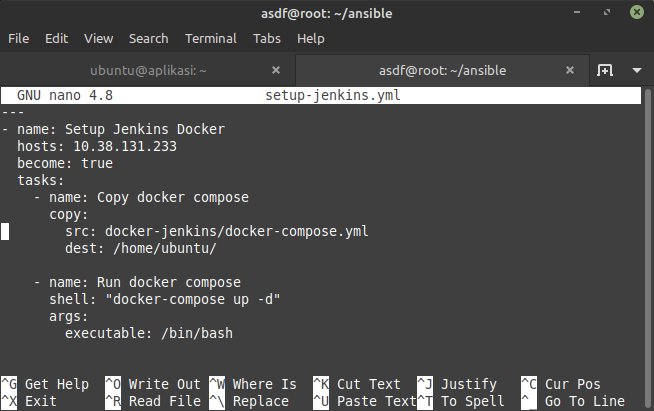 asdf@root: ~/ansible
File Edit View Search Terminal Tabs Help
ubuntu@aplikasi: ~ × asdf@root: ~/ansible ×
GNU nano 4.8 setup-jenkins.yml
---
- name: Setup Jenkins Docker
  hosts: 10.38.131.233
  become: true
  tasks:
    - name: Copy docker compose
      copy:
        src: docker-jenkins/docker-compose.yml
        dest: /home/ubuntu/
    - name: Run docker compose
      shell: "docker-compose up -d"
      args:
        executable: /bin/bash
^G Get Help ^O Write Out ^W Where Is ^K Cut Text ^J Justify ^C Cur Pos
^X Exit ^R Read File ^\ Replace ^U Paste Text ^T To Spell ^_ Go To Line